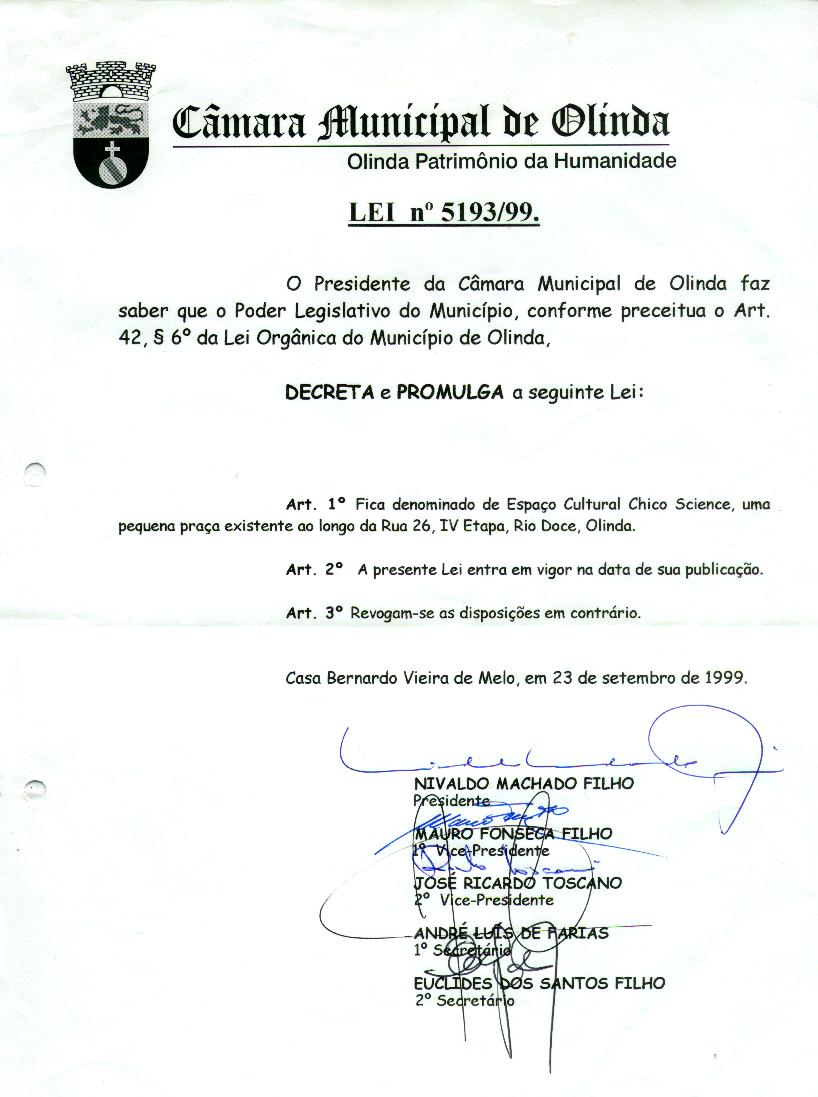 Câmara Municipal de Olinda
Olinda Patrimônio da Humanidade
LEI nº 5193/99.
O Presidente da Câmara Municipal de Olinda faz
saber que o Poder Legislativo do Município, conforme preceitua o Art.
42, § 6º da Lei Orgânica do Município de Olinda,
DECRETA e PROMULGA a seguinte Lei:
Art. 1º Fica denominado de Espaço Cultural Chico Science, uma
pequena praça existente ao longo da Rua 26, IV Etapa, Rio Doce, Olinda.
Art. 2º A presente Lei entra em vigor na data de sua publicação.
Art. 3º Revogam-se as disposições em contrário.
Casa Bernardo Vieira de Melo, em 23 de setembro de 1999.
NIVALDO MACHADO FILHO
Presidente
MAURO FONSECA FILHO
1º Vice-Presidente
JOSÉ RICARDO TOSCANO
2º Vice-Presidente
ANDRÉ LUÍS DE FARIAS
1º Secretário
EUCLIDES DOS SANTOS FILHO
2º Secretário